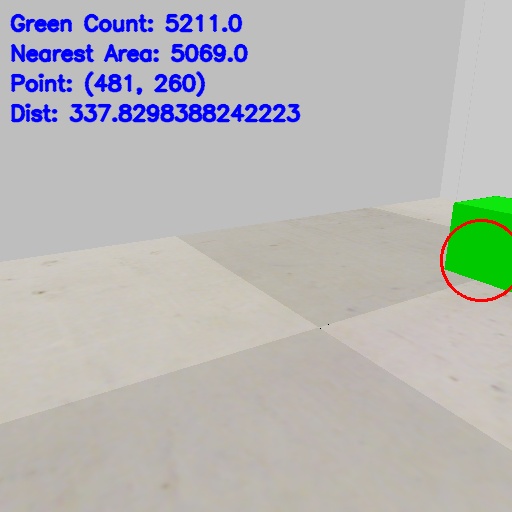 Green Count: 5211.0
Nearest Area: 5069.0
Point: (481, 260)
Dist: 337.8298388242223